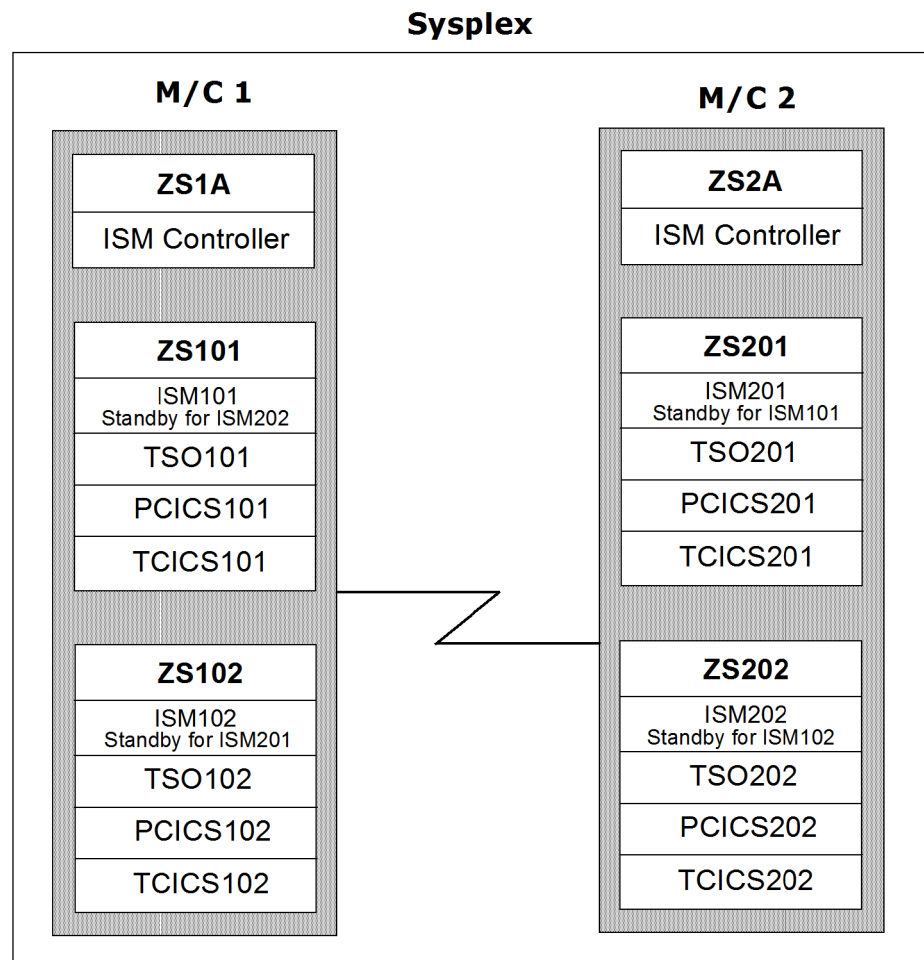 Sysplex
M/C 1
ZS1A
ISM Controller
ZS101
ISM101
Standby for ISM202
TSO101
PCICS101
TCICS101
ZS102
ISM102
Standby for ISM201
TSO102
PCICS102
TCICS102
M/C 2
ZS2A
ISM Controller
ZS201
ISM201
Standby for ISM101
TSO201
PCICS201
TCICS201
ZS202
ISM202
Standby for ISM102
TSO202
PCICS202
TCICS202